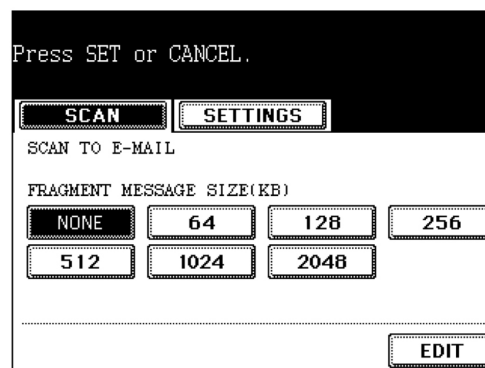 Press SET or CANCEL.
SCAN SETTINGS
SCAN TO E-MAIL
FRAGMENT MESSAGE SIZE(KB)
NONE 64 128 256
512 1024 2048
EDIT